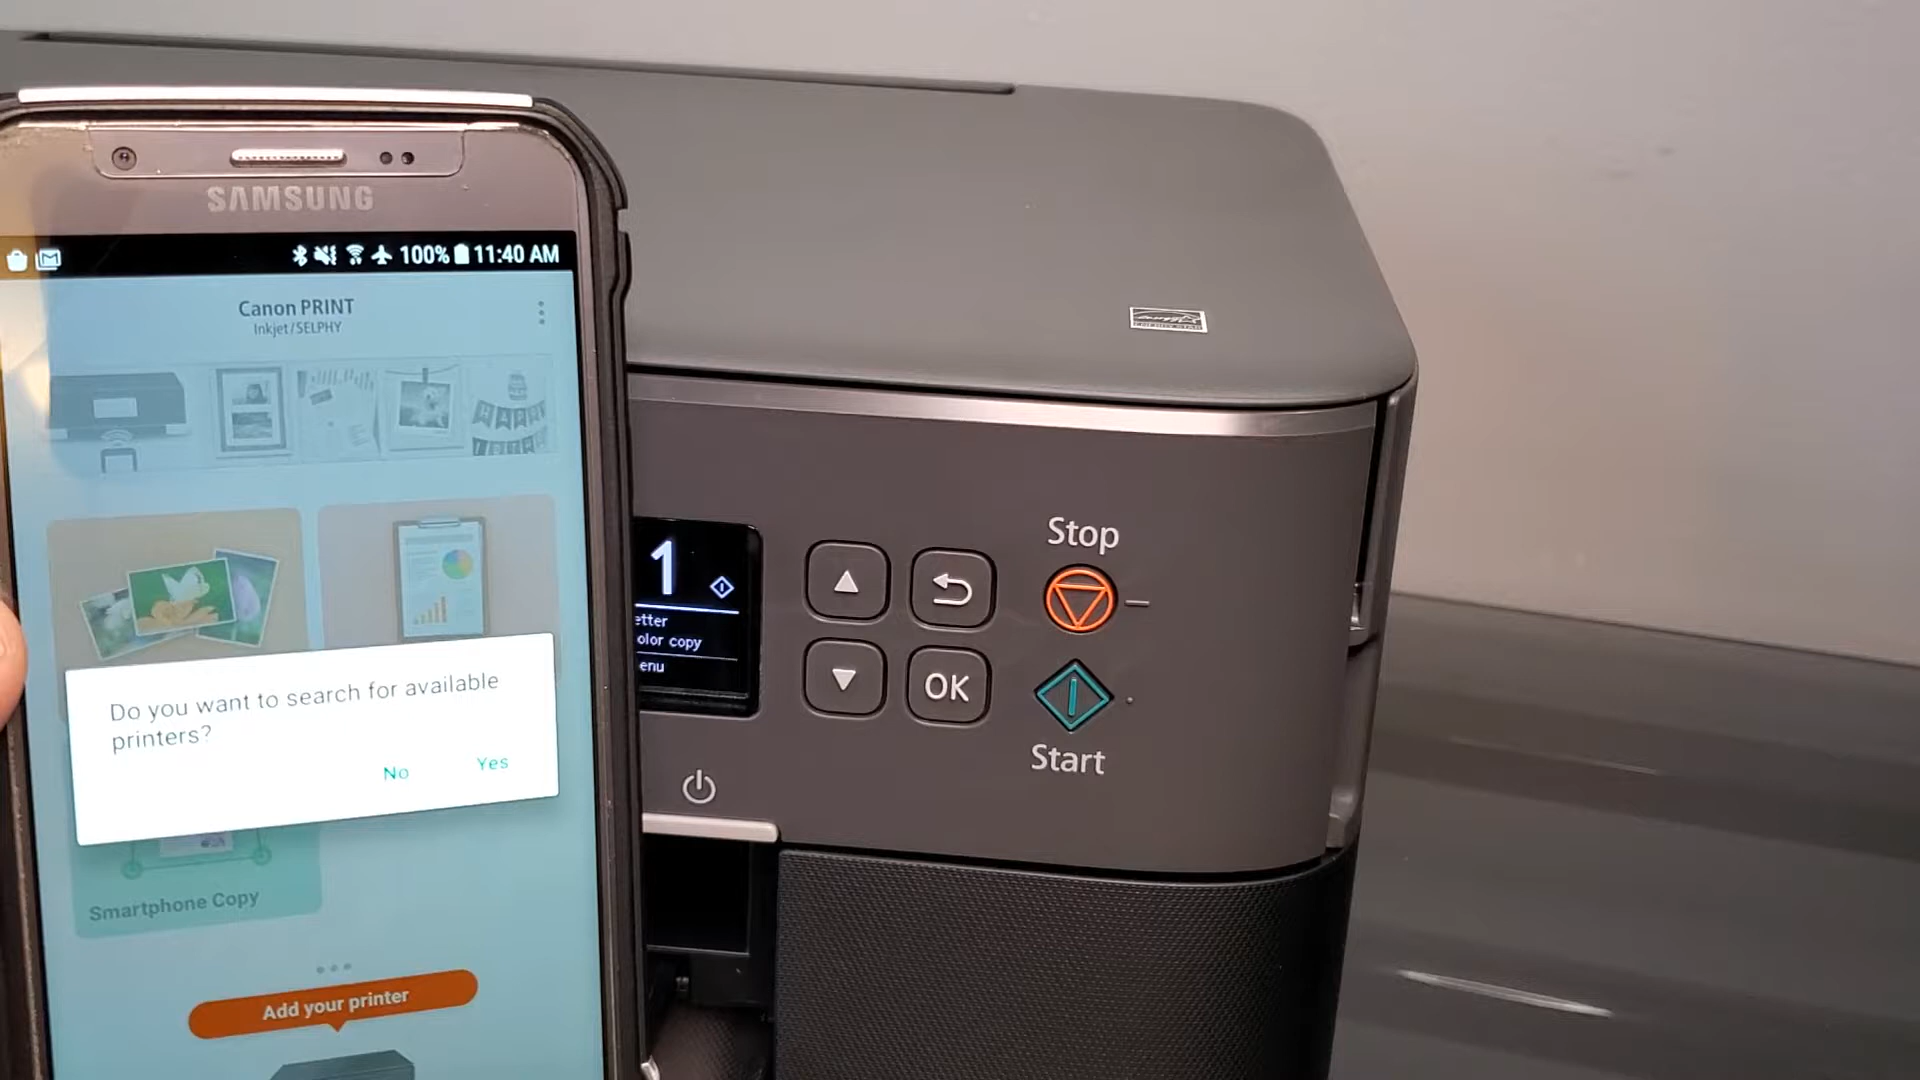 SAMSUNG
100% 11:40 AM
Canon PRINT
Inkjet/SELPHY
Do you want to search for available
printers?
No Yes
Smartphone Copy
Add your printer
1
etter
olor copy
enu
OK
Stop
Start